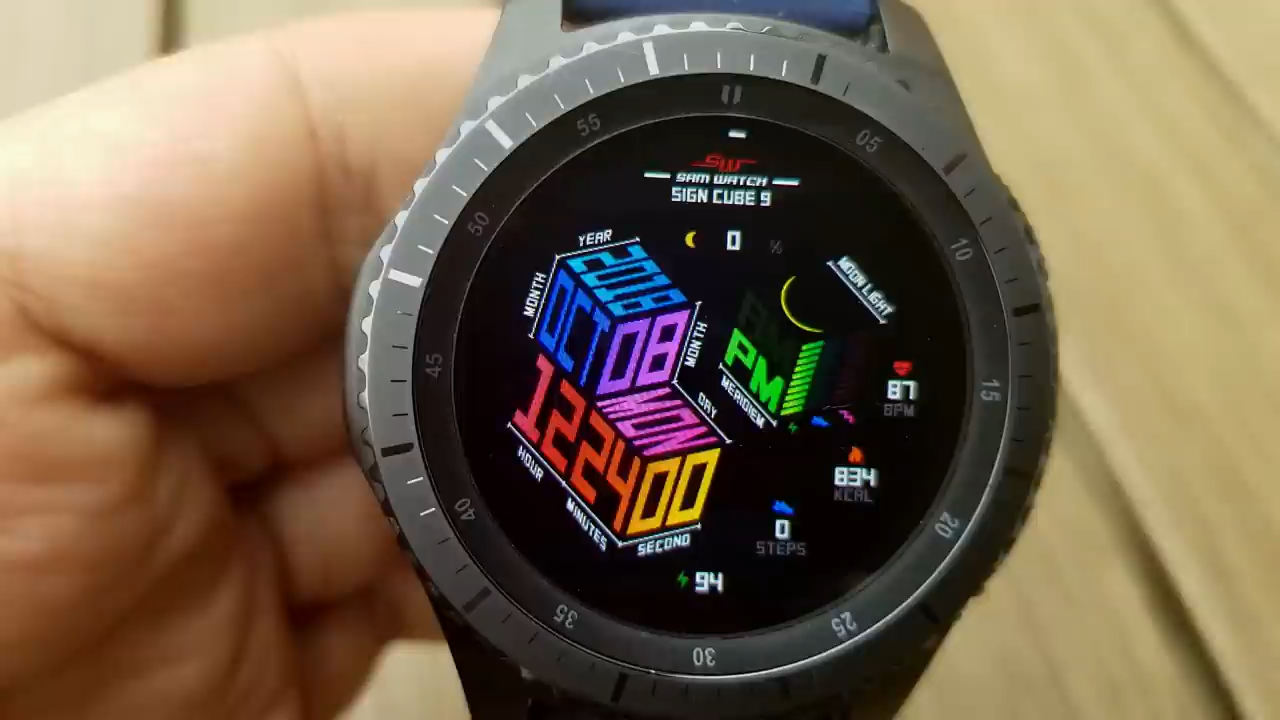 55
05
50
10
45
15
40
20
35
25
30
SW
SAM WATCH
SIGN CUBE 9
0 %
YEAR
MONTH
2018
OCT
08
MONTH
MON
DAY
12 24 00
HOUR
MINUTES
SECOND
MOON LIGHT
PM
MERIDIEM
87
BPM
834
KCAL
0
STEPS
94